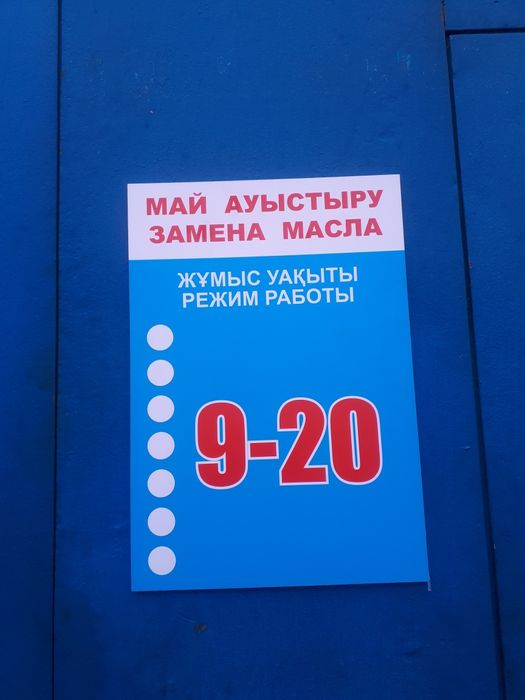 МАЙ АУЫСТЫРУ
ЗАМЕНА МАСЛА
ЖҰМЫС УАҚЫТЫ
РЕЖИМ РАБОТЫ
9-20